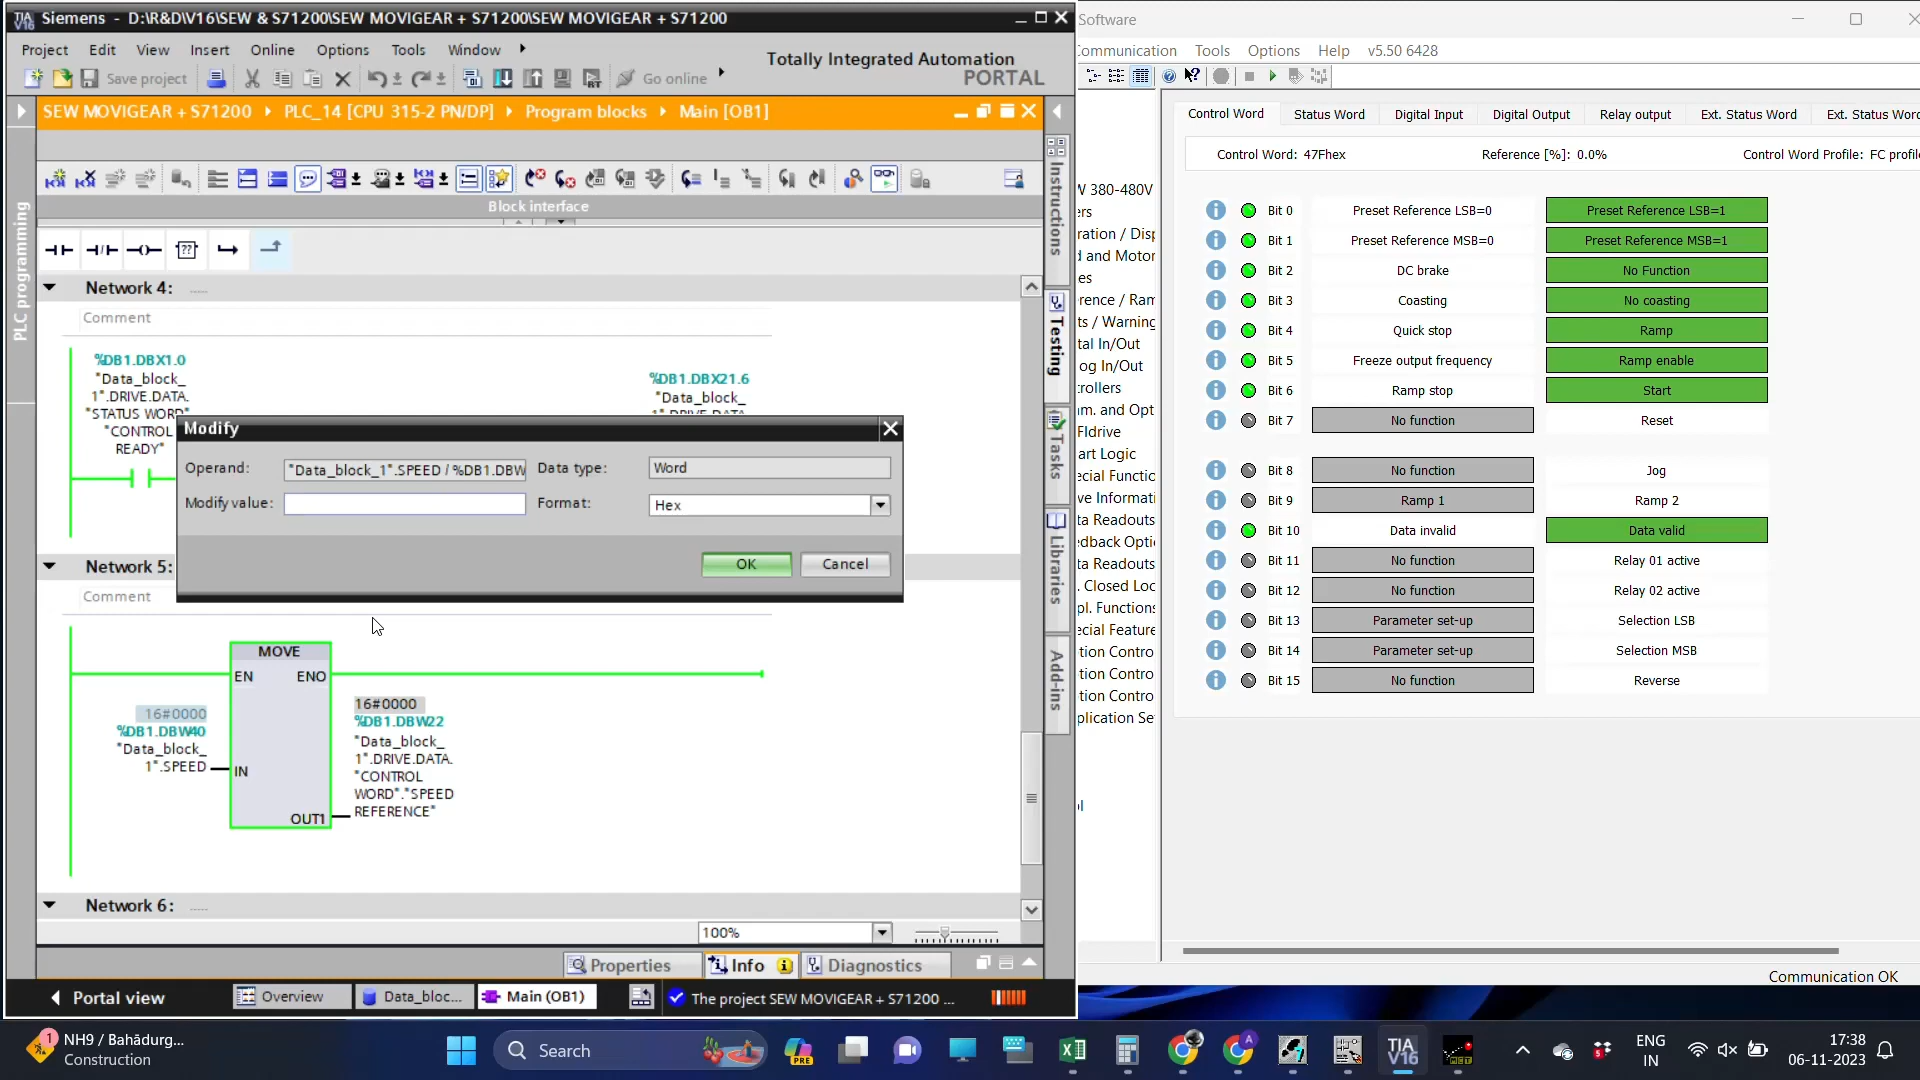 Siemens - D:\R&D\V16\SEW & S71200\SEW MOVIGEAR + S71200\SEW MOVIGEAR + S71200
Project Edit View Insert Online Options Tools Window
Totally Integrated Automation
PORTAL
Save project
Go online
SEW MOVIGEAR + S71200 PLC_14 [CPU 315-2 PN/DP] Program blocks Main [OB1]
Block interface
PLC programming
Network 4: .....
Comment
%DB1.DBX1.0
"Data_block_
1".DRIVE.DATA.
"STATUS WORD"
"CONTROL
READY"
%DB1.DBX21.6
"Data_block_
Modify
Operand: "Data_block_1".SPEED / %DB1.DBW
Data type: Word
Modify value:
Format: Hex
OK
Cancel
Network 5:
Comment
MOVE
EN ENO
16#0000
%DB1.DBW40
"Data_block_
1".SPEED
IN
OUT1
16#0000
%DB1.DBW22
"Data_block_
1".DRIVE.DATA.
"CONTROL
WORD"."SPEED
REFERENCE"
Network 6: .....
100%
Properties
Info
Diagnostics
Portal view
Overview
Data_bloc...
Main (OB1)
The project SEW MOVIGEAR + S71200 ...
Instructions
Testing
Tasks
Libraries
Add-ins
Software
Communication Tools Options Help v5.50 6428
W 380-480V
ers
ration / Disp
d and Motor
es
rence / Ram
ts / Warning
tal In/Out
og In/Out
trollers
m. and Opt
FIdrive
art Logic
ecial Functio
ve Informati
ta Readouts
edback Optio
ta Readouts
. Closed Loo
pl. Functions
ecial Feature
tion Contro
tion Contro
tion Contro
plication Se
ol
Control Word Status Word Digital Input Digital Output Relay output Ext. Status Word Ext. Status Word
Control Word: 47Fhex
Reference [%]: 0.0%
Control Word Profile: FC profile
Bit 0 Preset Reference LSB=0 Preset Reference LSB=1
Bit 1 Preset Reference MSB=0 Preset Reference MSB=1
Bit 2 DC brake No Function
Bit 3 Coasting No coasting
Bit 4 Quick stop Ramp
Bit 5 Freeze output frequency Ramp enable
Bit 6 Ramp stop Start
Bit 7 No function Reset
Bit 8 No function Jog
Bit 9 Ramp 1 Ramp 2
Bit 10 Data invalid Data valid
Bit 11 No function Relay 01 active
Bit 12 No function Relay 02 active
Bit 13 Parameter set-up Selection LSB
Bit 14 Parameter set-up Selection MSB
Bit 15 No function Reverse
Communication OK
1
NH9 / Bahādurg...
Construction
Search
PRE
TIA
V16
ENG
IN
17:38
06-11-2023